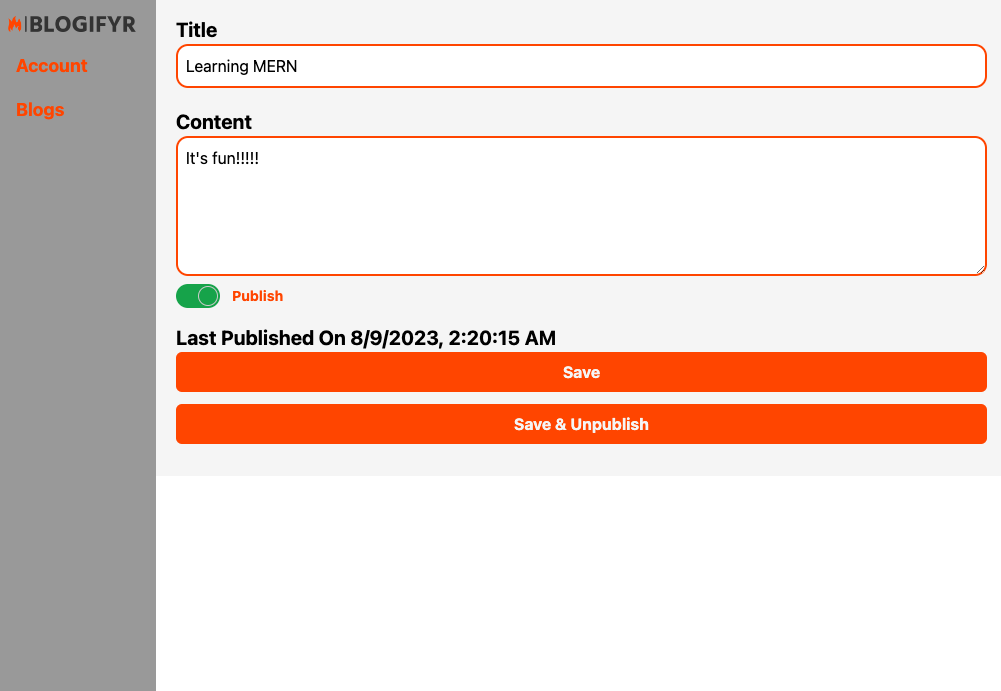 BLOGIFYR
Account
Blogs
Title
Learning MERN
Content
It's fun!!!!!
Publish
Last Published On 8/9/2023, 2:20:15 AM
Save
Save & Unpublish